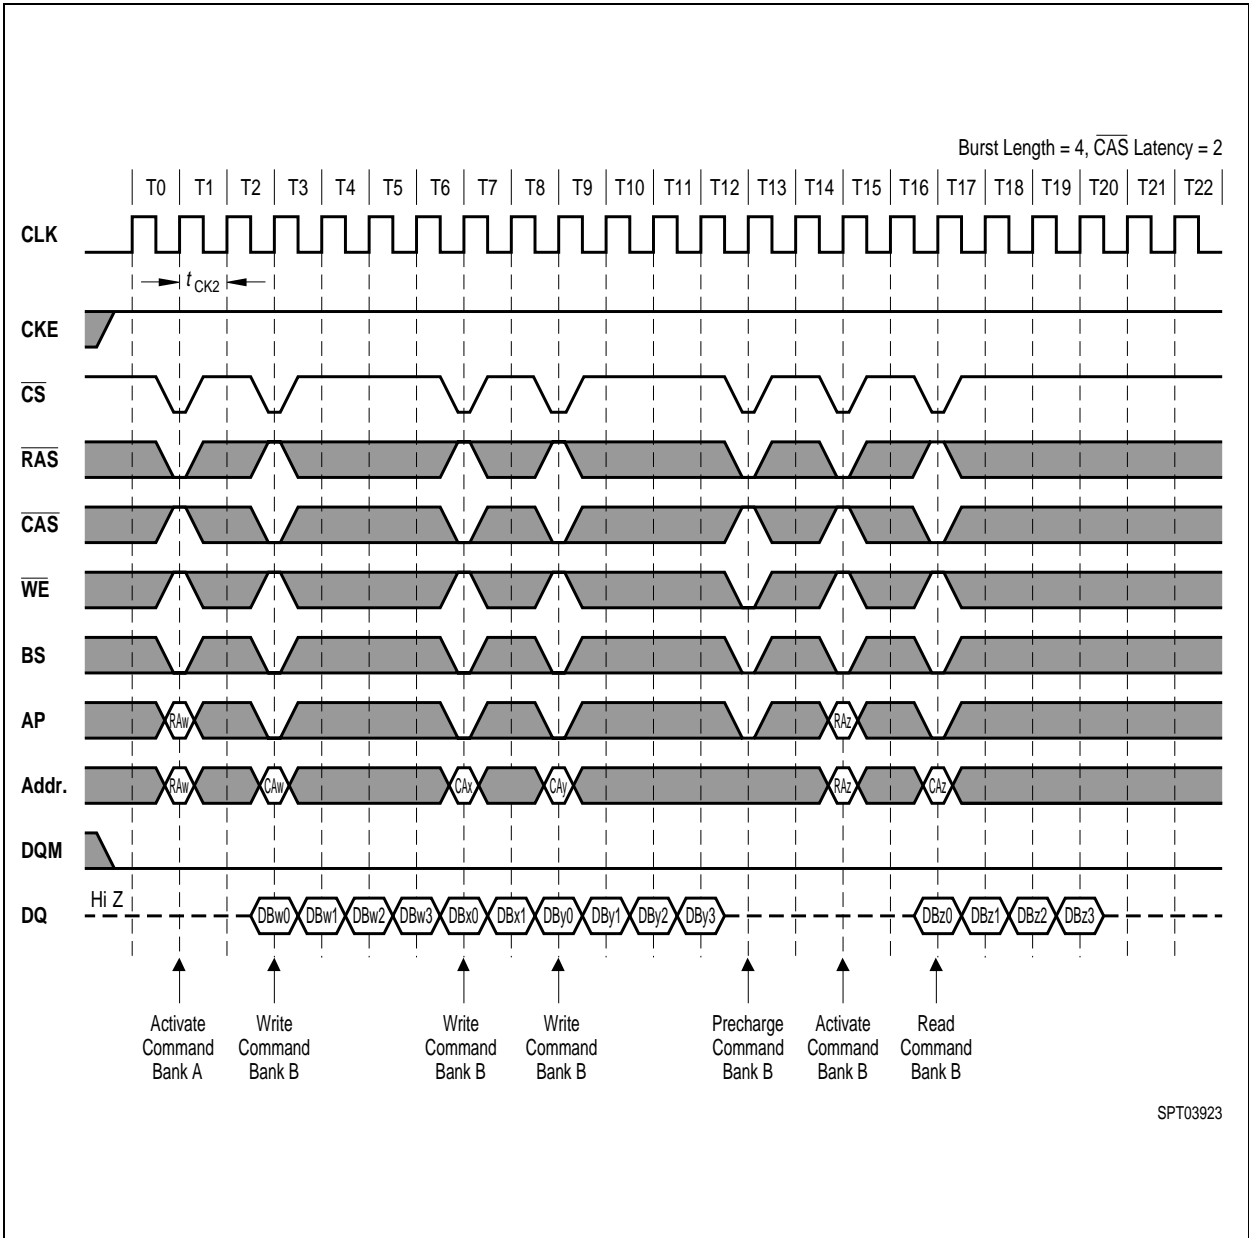 Burst Length = 4, CAS Latency = 2
T0 T1 T2 T3 T4 T5 T6 T7 T8 T9 T10 T11 T12 T13 T14 T15 T16 T17 T18 T19 T20 T21 T22
CLK
t CK2
CKE
CS
RAS
CAS
WE
BS
AP RAw RAz
Addr. RAw CAw CAx CAy RAz CAz
DQM
Hi Z
DQ DBw0 DBw1 DBw2 DBw3 DBx0 DBx1 DBy0 DBy1 DBy2 DBy3 DBz0 DBz1 DBz2 DBz3
Activate Write Write Write Precharge Activate Read
Command Command Command Command Command Command Command
Bank A Bank B Bank B Bank B Bank B Bank B Bank B
SPT03923